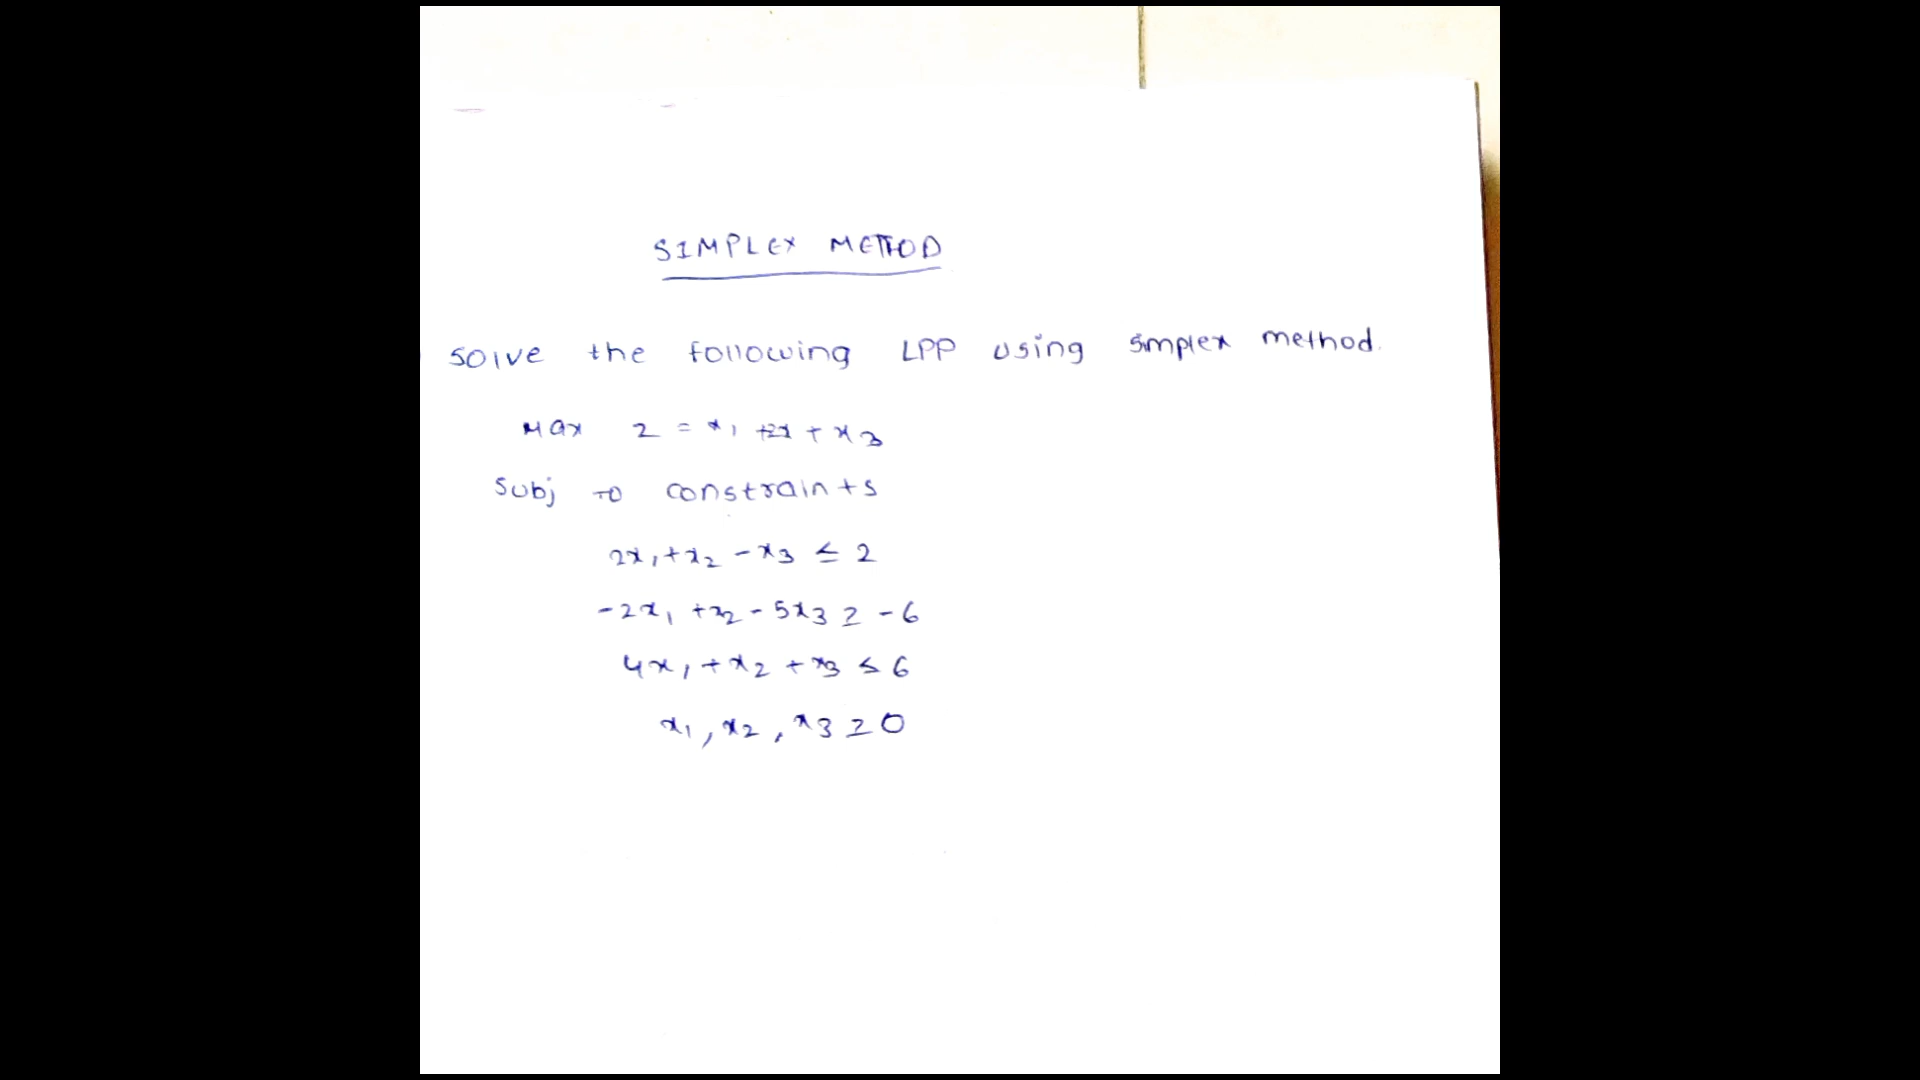 SIMPLEX METHOD
Solve the following LPP using simplex method.
Max Z = x₁ + x₃
Subj to constraints
2x₁ + x₂ - x₃ ≤ 2
-2x₁ + x₂ - 5x₃ ≥ -6
4x₁ + x₂ + x₃ ≤ 6
x₁, x₂, x₃ ≥ 0